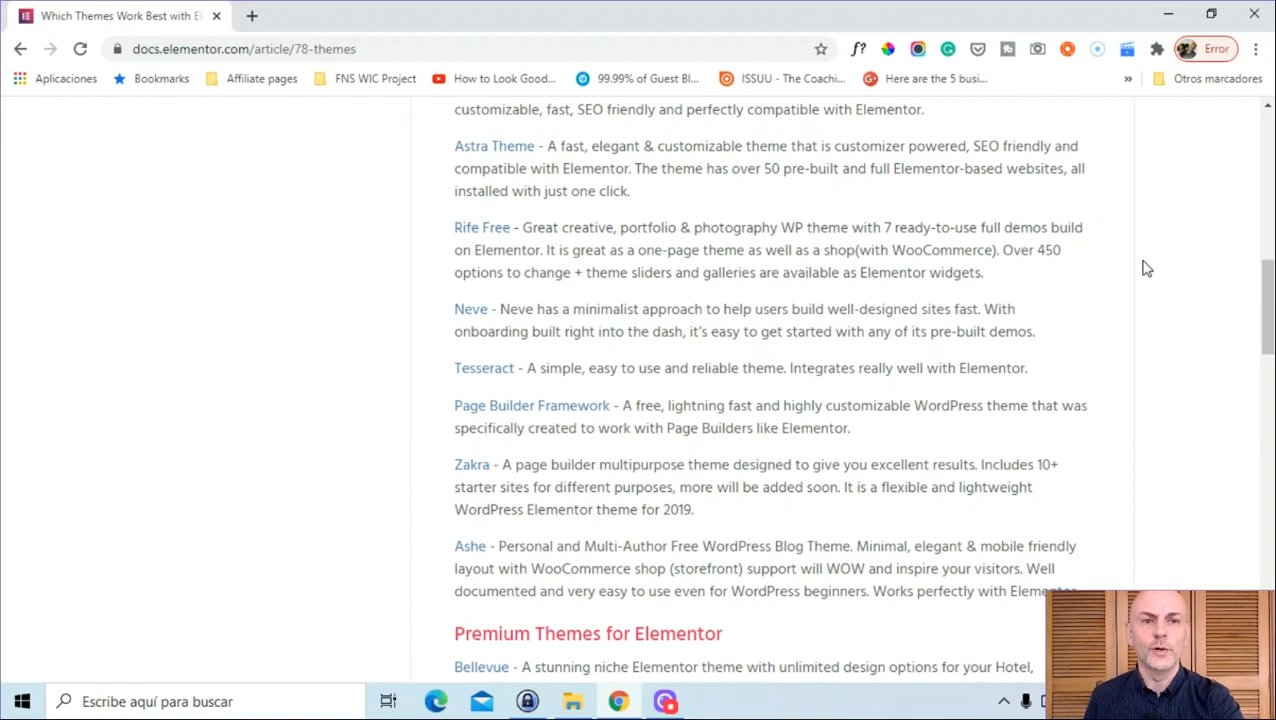 Which Themes Work Best with El
docs.elementor.com/article/78-themes
f?
Error
Aplicaciones
Bookmarks
Affiliate pages
FNS WIC Project
How to Look Good...
99.99% of Guest Bl...
ISSUU - The Coachi...
Here are the 5 busi...
»
Otros marcadores
customizable, fast, SEO friendly and perfectly compatible with Elementor.
Astra Theme - A fast, elegant & customizable theme that is customizer powered, SEO friendly and
compatible with Elementor. The theme has over 50 pre-built and full Elementor-based websites, all
installed with just one click.
Rife Free - Great creative, portfolio & photography WP theme with 7 ready-to-use full demos build
on Elementor. It is great as a one-page theme as well as a shop(with WooCommerce). Over 450
options to change + theme sliders and galleries are available as Elementor widgets.
Neve - Neve has a minimalist approach to help users build well-designed sites fast. With
onboarding built right into the dash, it's easy to get started with any of its pre-built demos.
Tesseract - A simple, easy to use and reliable theme. Integrates really well with Elementor.
Page Builder Framework - A free, lightning fast and highly customizable WordPress theme that was
specifically created to work with Page Builders like Elementor.
Zakra - A page builder multipurpose theme designed to give you excellent results. Includes 10+
starter sites for different purposes, more will be added soon. It is a flexible and lightweight
WordPress Elementor theme for 2019.
Ashe - Personal and Multi-Author Free WordPress Blog Theme. Minimal, elegant & mobile friendly
layout with WooCommerce shop (storefront) support will WOW and inspire your visitors. Well
documented and very easy to use even for WordPress beginners. Works perfectly with Elementor.
Premium Themes for Elementor
Bellevue - A stunning niche Elementor theme with unlimited design options for your Hotel,
Escribe aquí para buscar